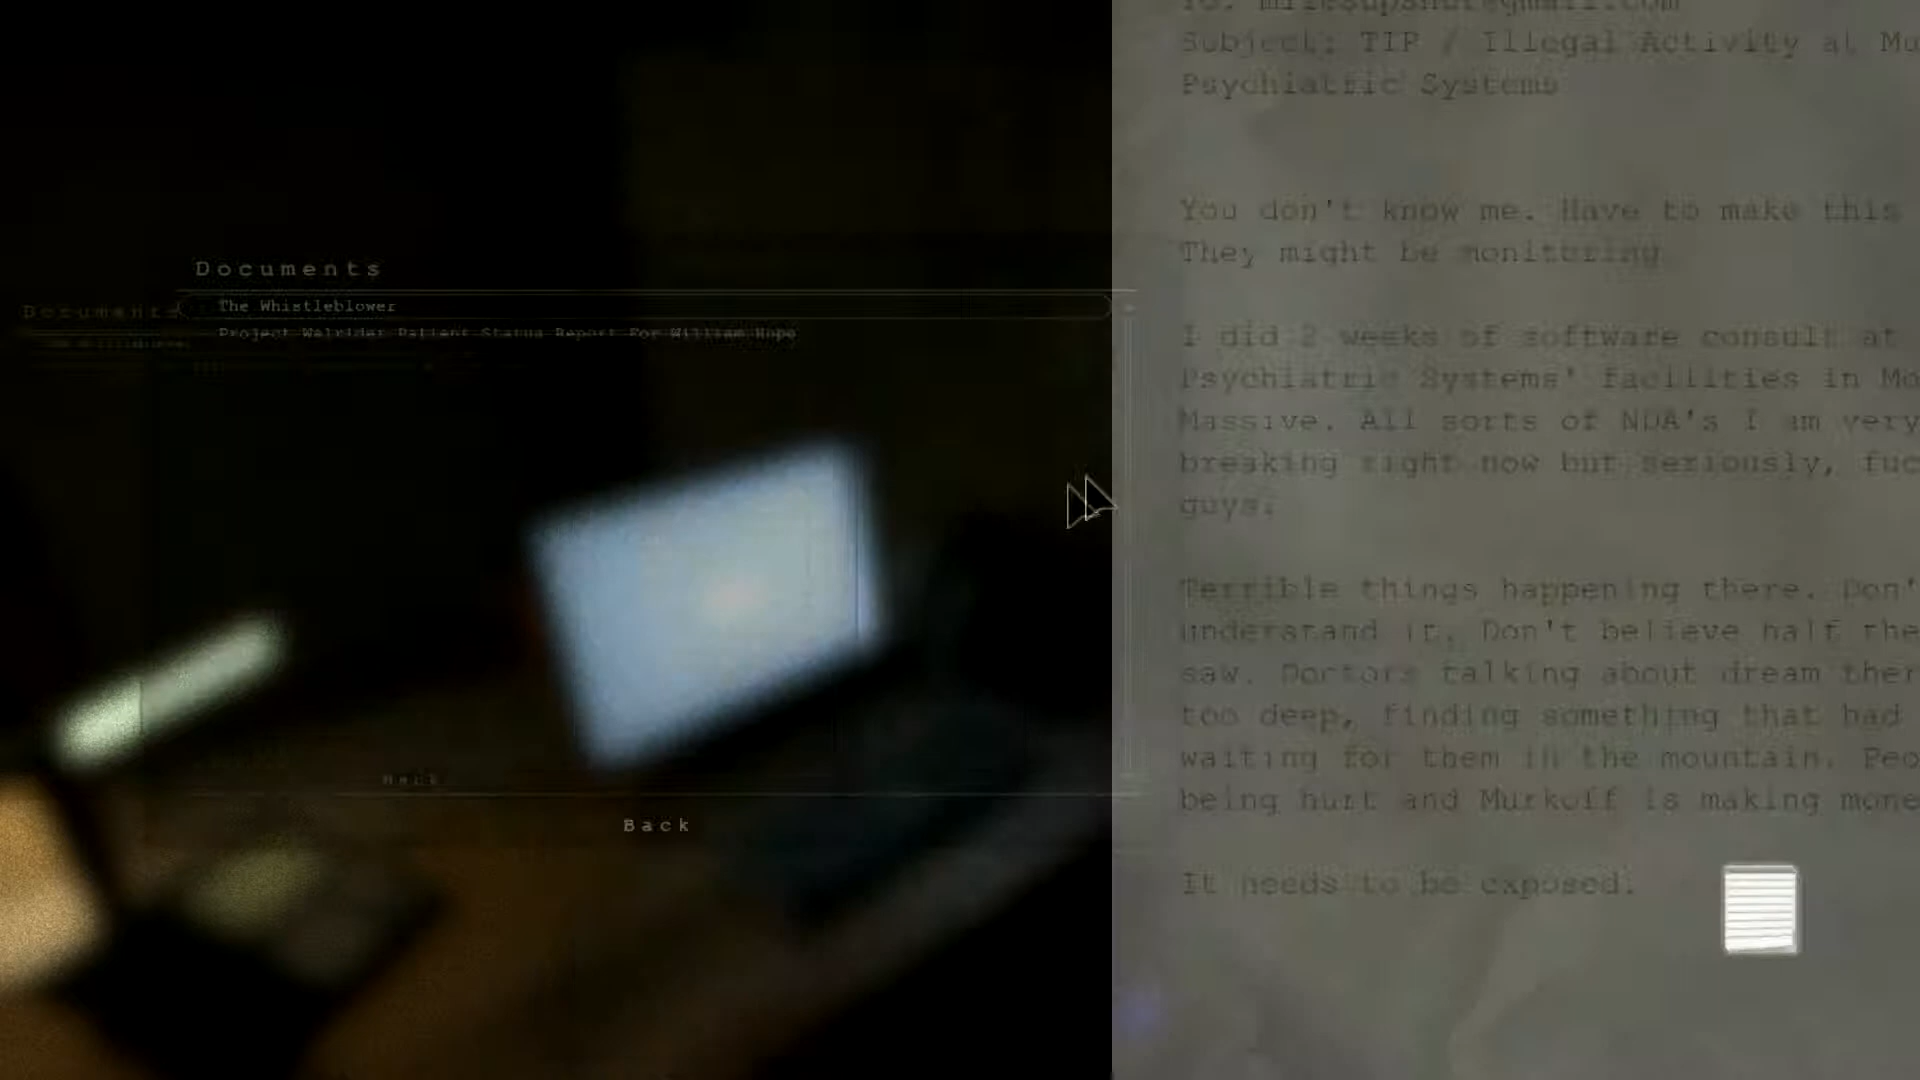 Documents
The Whistleblower
Project Walrider Patient Status Report For William Hope
Documents
Back
Back
Subject: TIP / Illegal Activity at Mu
Psychiatric Systems
You don't know me. Have to make this
They might be monitoring
I did 2 weeks of software consult at
Psychiatric Systems' facilities in Mo
Massive. All sorts of NDA's I am very
breaking right now but seriously, fuc
guys.
Terrible things happening there. Don'
understand it. Don't believe half the
saw. Doctors talking about dream ther
too deep, finding something that had
waiting for them in the mountain. Peo
being hurt and Murkoff is making mone
It needs to be exposed.